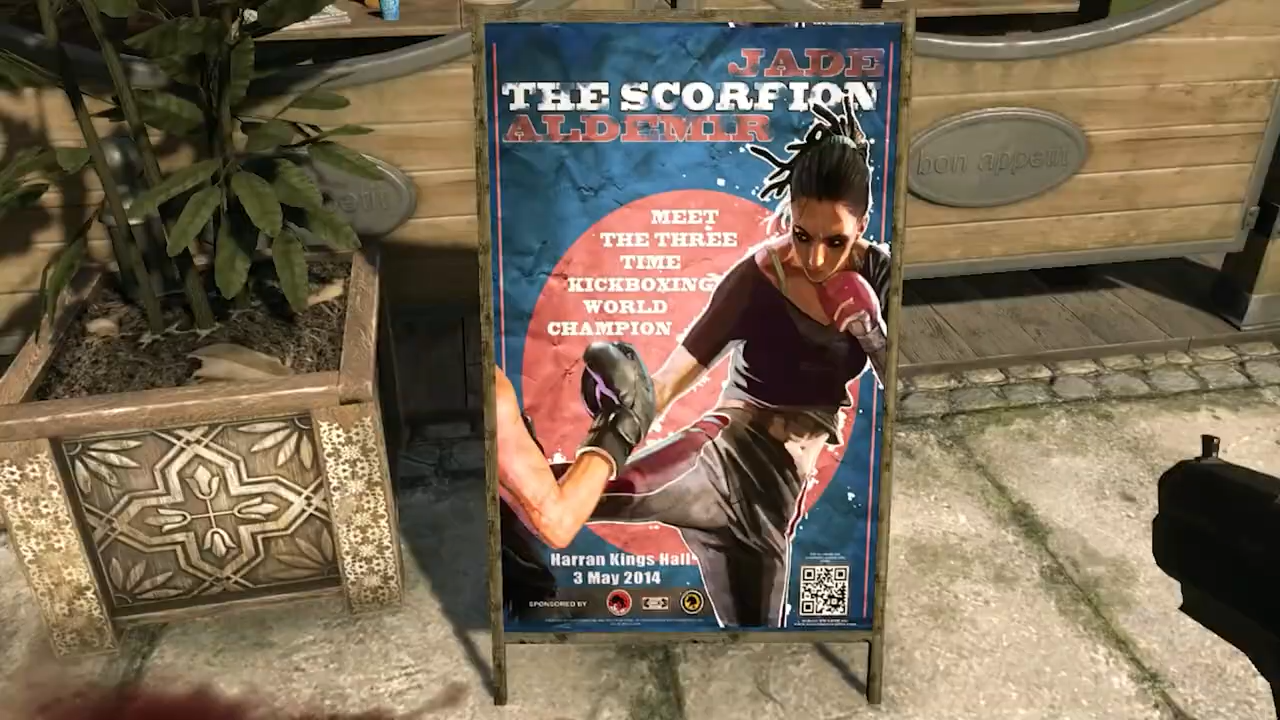 JADE
THE SCORPION
ALDEMIR
MEET
THE THREE
TIME
KICKBOXING
WORLD
CHAMPION
bon appetit
Harran Kings Hall
3 May 2014
SPONSORED BY